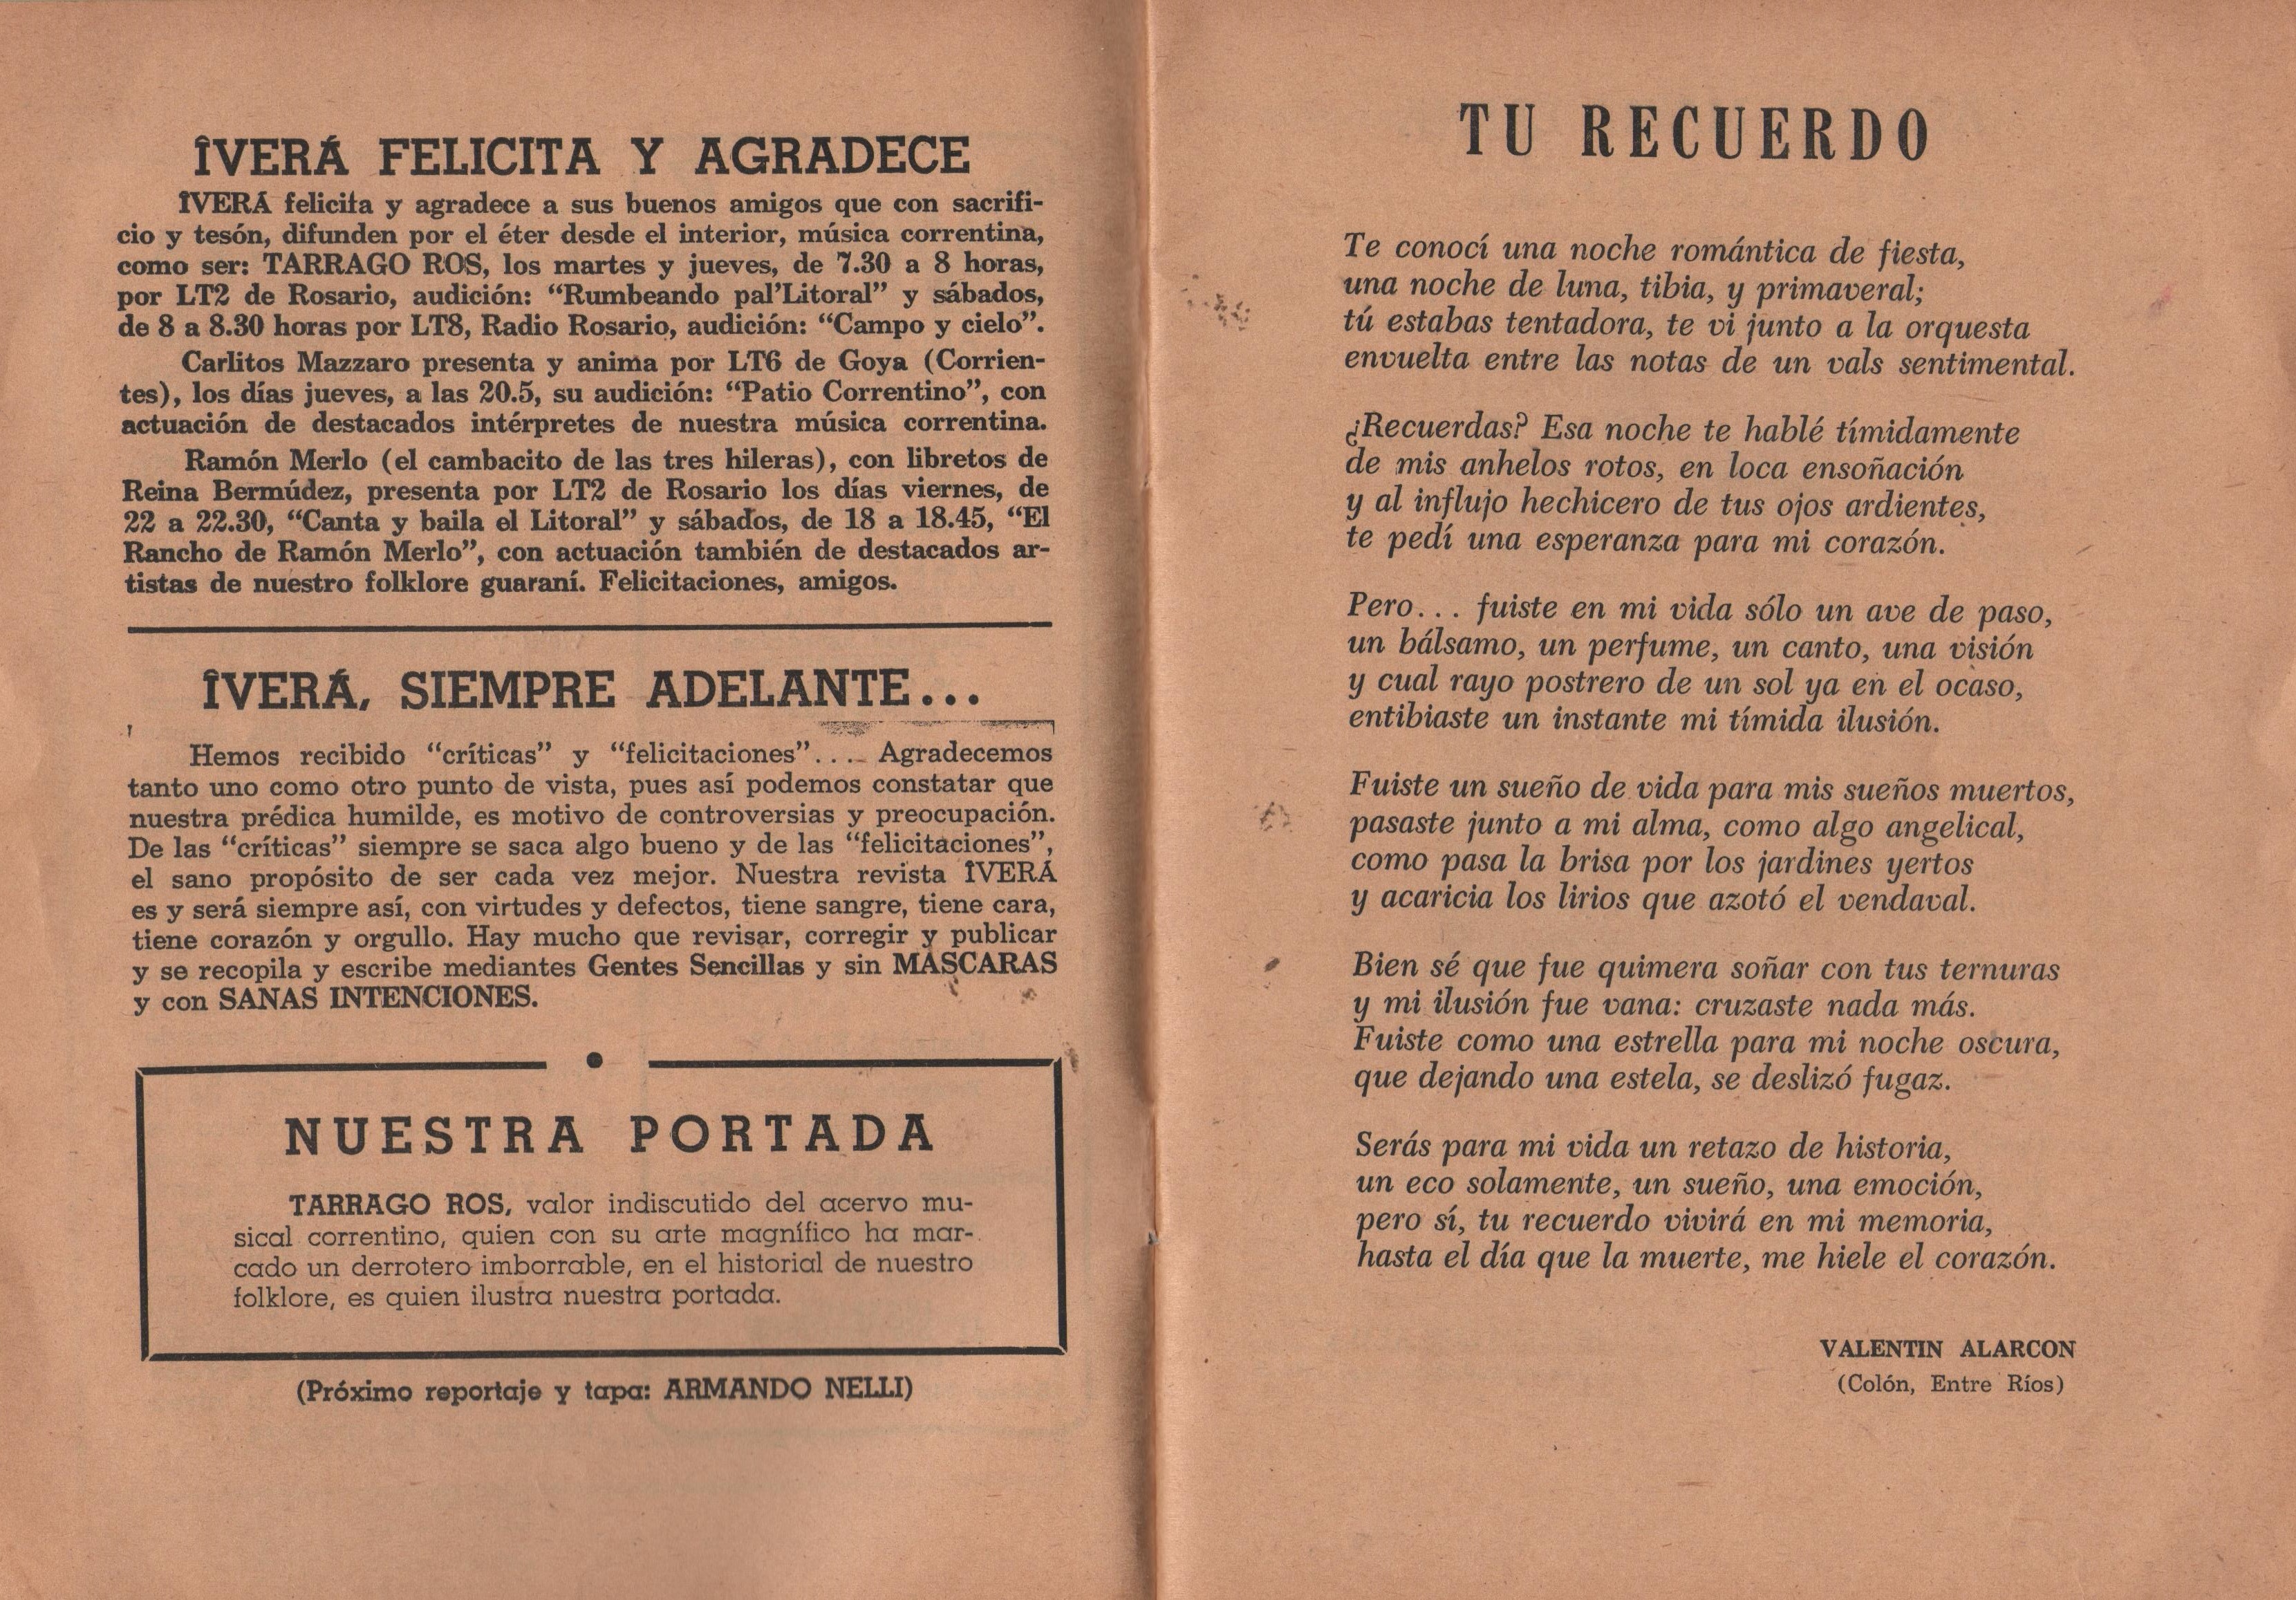 ÎVERÁ FELICITA Y AGRADECE
ÎVERÁ felicita y agradece a sus buenos amigos que con sacrifi-
cio y tesón, difunden por el éter desde el interior, música correntina,
como ser: TARRAGO ROS, los martes y jueves, de 7.30 a 8 horas,
por LT2 de Rosario, audición: “Rumbeando pal’Litoral” y sábados,
de 8 a 8.30 horas por LT8, Radio Rosario, audición: “Campo y cielo”.
Carlitos Mazzaro presenta y anima por LT6 de Goya (Corrien-
tes), los días jueves, a las 20.5, su audición: “Patio Correntino”, con
actuación de destacados intérpretes de nuestra música correntina.
Ramón Merlo (el cambacito de las tres hileras), con libretos de
Reina Bermúdez, presenta por LT2 de Rosario los días viernes, de
22 a 22.30, “Canta y baila el Litoral” y sábados, de 18 a 18.45, “El
Rancho de Ramón Merlo”, con actuación también de destacados ar-
tistas de nuestro folklore guaraní. Felicitaciones, amigos.
ÎVERÁ, SIEMPRE ADELANTE...
Hemos recibido “críticas” y “felicitaciones”... Agradecemos
tanto uno como otro punto de vista, pues así podemos constatar que
nuestra prédica humilde, es motivo de controversias y preocupación.
De las “críticas” siempre se saca algo bueno y de las “felicitaciones”,
el sano propósito de ser cada vez mejor. Nuestra revista ÎVERÁ
es y será siempre así, con virtudes y defectos, tiene sangre, tiene cara,
tiene corazón y orgullo. Hay mucho que revisar, corregir y publicar
y se recopila y escribe mediantes Gentes Sencillas y sin MÁSCARAS
y con SANAS INTENCIONES.
NUESTRA PORTADA
TARRAGO ROS, valor indiscutido del acervo mu-
sical correntino, quien con su arte magnífico ha mar-
cado un derrotero imborrable, en el historial de nuestro
folklore, es quien ilustra nuestra portada.
(Próximo reportaje y tapa: ARMANDO NELLI)
TU RECUERDO
Te conocí una noche romántica de fiesta,
una noche de luna, tibia, y primaveral;
tú estabas tentadora, te vi junto a la orquesta
envuelta entre las notas de un vals sentimental.
¿Recuerdas? Esa noche te hablé tímidamente
de mis anhelos rotos, en loca ensoñación
y al influjo hechicero de tus ojos ardientes,
te pedí una esperanza para mi corazón.
Pero... fuiste en mi vida sólo un ave de paso,
un bálsamo, un perfume, un canto, una visión
y cual rayo postrero de un sol ya en el ocaso,
entibiaste un instante mi tímida ilusión.
Fuiste un sueño de vida para mis sueños muertos,
pasaste junto a mi alma, como algo angelical,
como pasa la brisa por los jardines yertos
y acaricia los lirios que azotó el vendaval.
Bien sé que fue quimera soñar con tus ternuras
y mi ilusión fue vana: cruzaste nada más.
Fuiste como una estrella para mi noche oscura,
que dejando una estela, se deslizó fugaz.
Serás para mi vida un retazo de historia,
un eco solamente, un sueño, una emoción,
pero sí, tu recuerdo vivirá en mi memoria,
hasta el día que la muerte, me hiele el corazón.
VALENTIN ALARCON
(Colón, Entre Ríos)